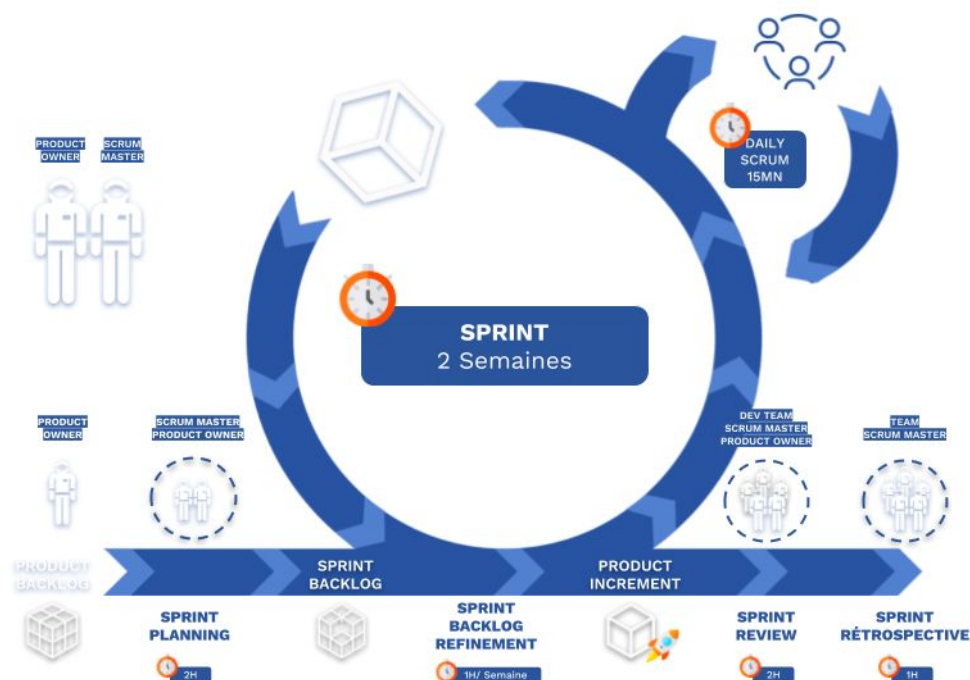 PRODUCT
OWNER
SCRUM
MASTER
DAILY
SCRUM
15MN
SPRINT
2 Semaines
PRODUCT
OWNER
SCRUM MASTER
PRODUCT OWNER
DEV TEAM
SCRUM MASTER
PRODUCT OWNER
TEAM
SCRUM MASTER
PRODUCT
BACKLOG
SPRINT
BACKLOG
PRODUCT
INCREMENT
SPRINT
PLANNING
2H
SPRINT
BACKLOG
REFINEMENT
1H/ Semaine
SPRINT
REVIEW
2H
SPRINT
RÉTROSPECTIVE
1H